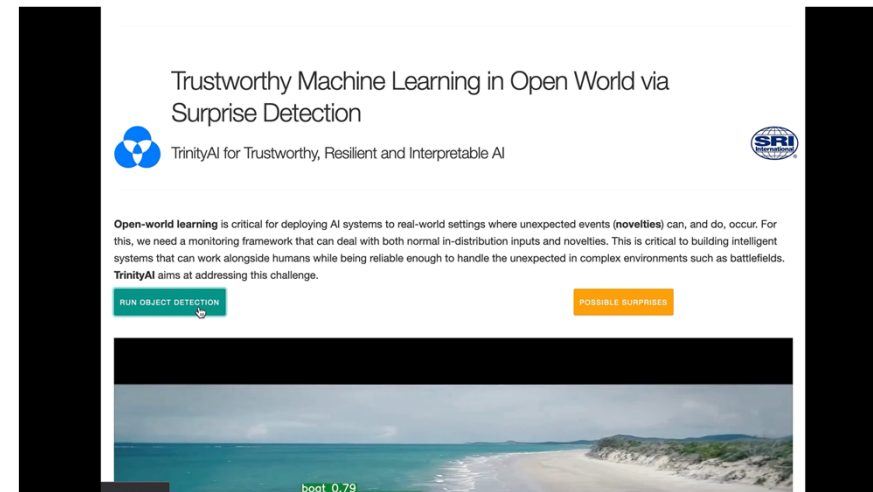 Trustworthy Machine Learning in Open World via
Surprise Detection
TrinityAI for Trustworthy, Resilient and Interpretable AI
SRI
International
Open-world learning is critical for deploying AI systems to real-world settings where unexpected events (novelties) can, and do, occur. For
this, we need a monitoring framework that can deal with both normal in-distribution inputs and novelties. This is critical to building intelligent
systems that can work alongside humans while being reliable enough to handle the unexpected in complex environments such as battlefields.
TrinityAI aims at addressing this challenge.
RUN OBJECT DETECTION
POSSIBLE SURPRISES
boat 0.79